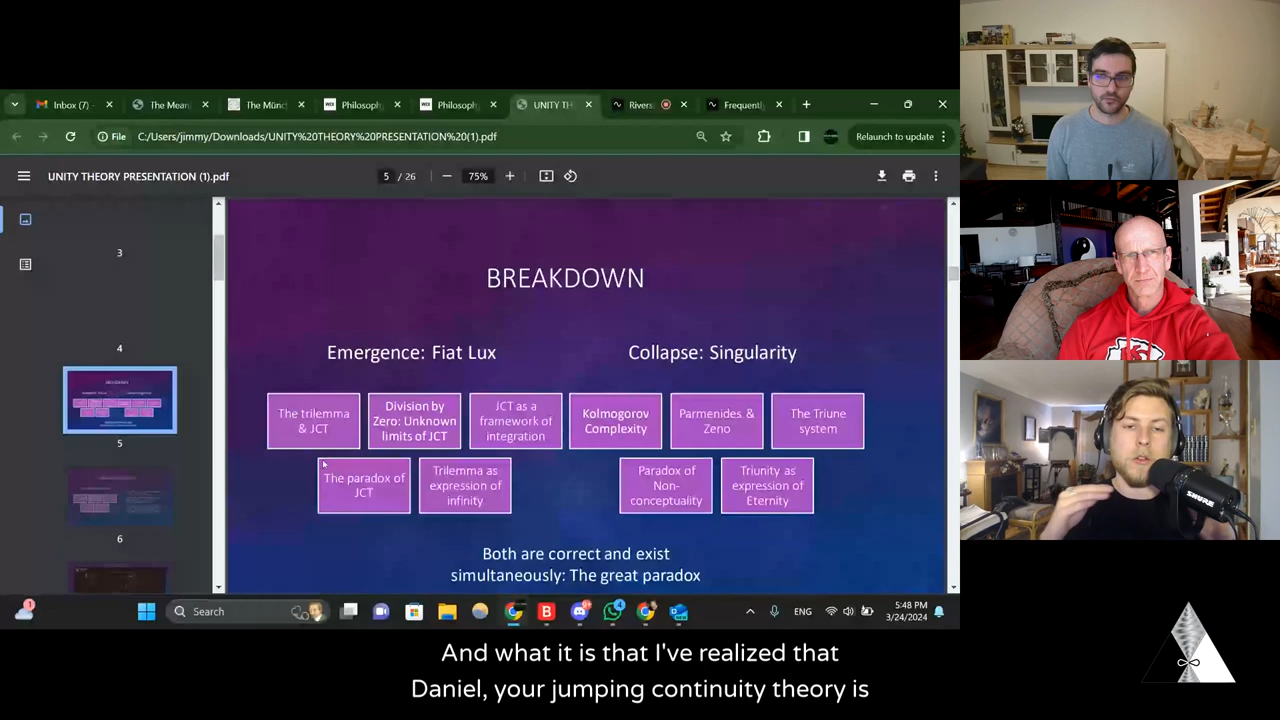 Inbox (7) -
The Mean
The Münc
Philosoph
Philosoph
UNITY TH
Rivers
Frequentl
File
C:/Users/jimmy/Downloads/UNITY%20THEORY%20PRESENTATION%20(1).pdf
Relaunch to update
UNITY THEORY PRESENTATION (1).pdf
5 / 26
75%
3
4
5
6
BREAKDOWN
Emergence: Fiat Lux
Collapse: Singularity
The trilemma
& JCT
Division by
Zero: Unknown
limits of JCT
JCT as a
framework of
integration
Kolmogorov
Complexity
Parmenides &
Zeno
The Triune
system
The paradox of
JCT
Trilemma as
expression of
infinity
Paradox of
Non-
conceptuality
Triunity as
expression of
Eternity
Both are correct and exist
simultaneously: The great paradox
Search
ENG
5:48 PM
3/24/2024
SHURE
And what it is that I've realized that
Daniel, your jumping continuity theory is